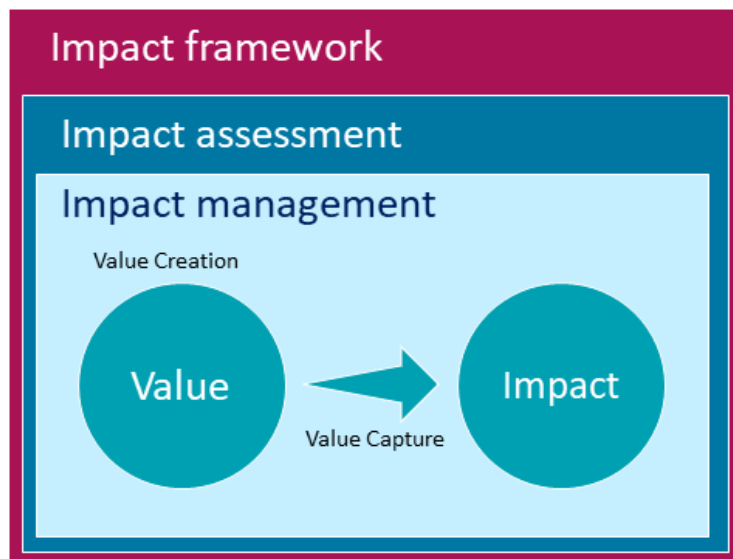 Impact framework
Impact assessment
Impact management
Value Creation
Value
Value Capture
Impact